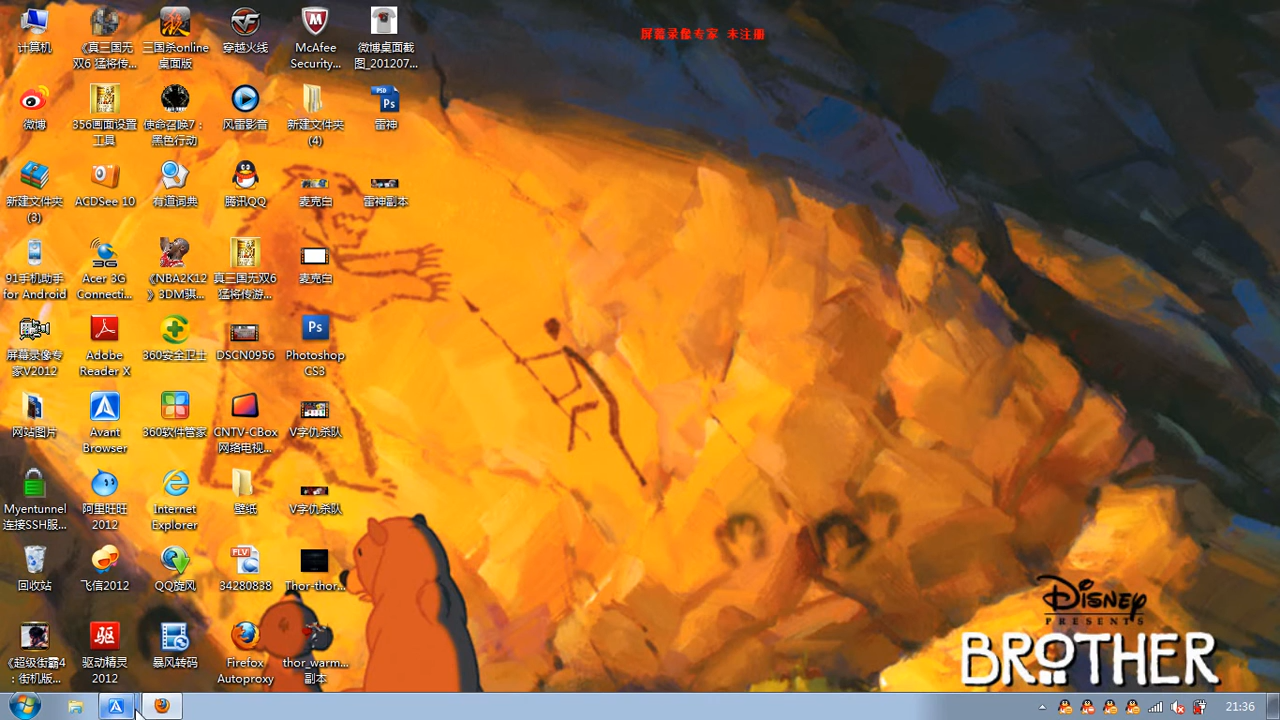 屏幕录像专家 未注册
计算机
《真三国无
双6 猛将传...
三国杀online
桌面版
穿越火线
McAfee
Security...
微博桌面截
图_201207...
微博
356画面设置
工具
使命召唤7：
黑色行动
风雷影音
新建文件夹
(4)
PSD
Ps
雷神
新建文件夹
(3)
ACDSee 10
有道词典
腾讯QQ
麦克白
雷神副本
91手机助手
for Android
3G
Acer 3G
Connecti...
《NBA2K12
》3DM骐...
真三国无双6
猛将传游...
麦克白
屏幕录像专
家V2012
Adobe
Reader X
360安全卫士
DSCN0956
Ps
Photoshop
CS3
网站图片
Avant
Browser
360软件管家
CNTV-CBox
网络电视...
V字仇杀队
Myentunnel
连接SSH服...
阿里旺旺
2012
Internet
Explorer
壁纸
V字仇杀队
回收站
飞信2012
QQ旋风
FLV
34280838
Thor-thor...
《超级街霸4
：街机版...
驱
驱动精灵
2012
暴风转码
Firefox
Autoproxy
thor_warm...
副本
Disney
PRESENTS
BROTHER
21:36